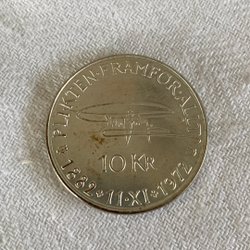 PLIKTEN·FRAMFÖR·ALLT
10 KR
1882·11·XI·1972